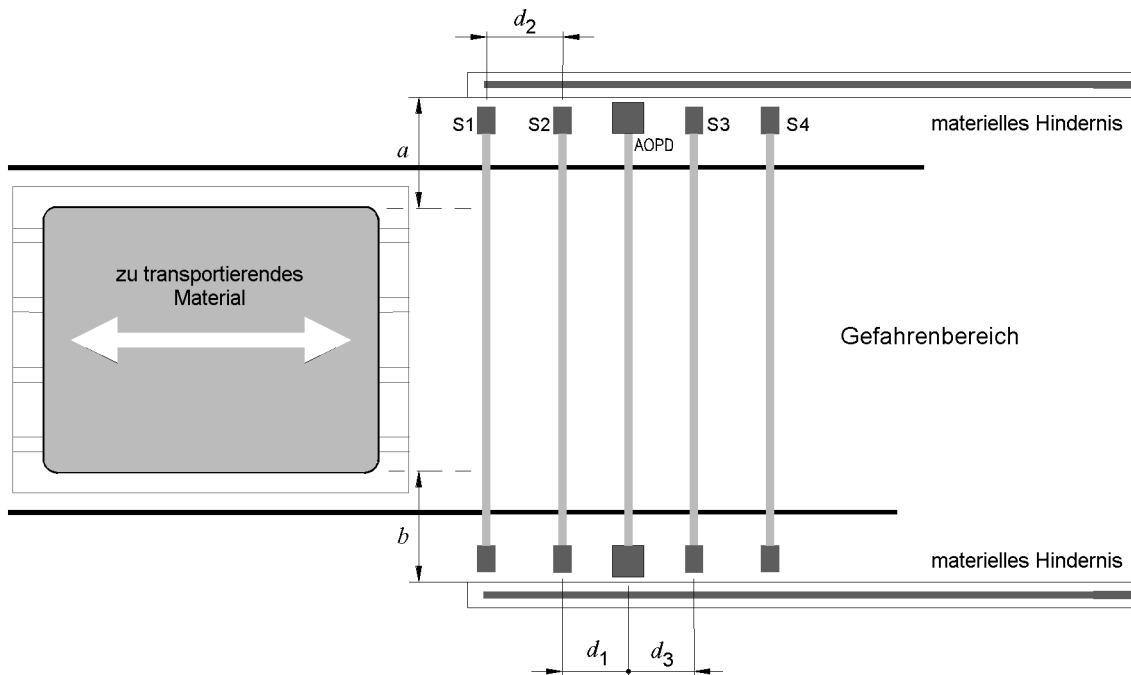 d2
S1
S2
S3
S4
AOPD
materielles Hindernis
a
zu transportierendes
Material
Gefahrenbereich
b
materielles Hindernis
d1
d3